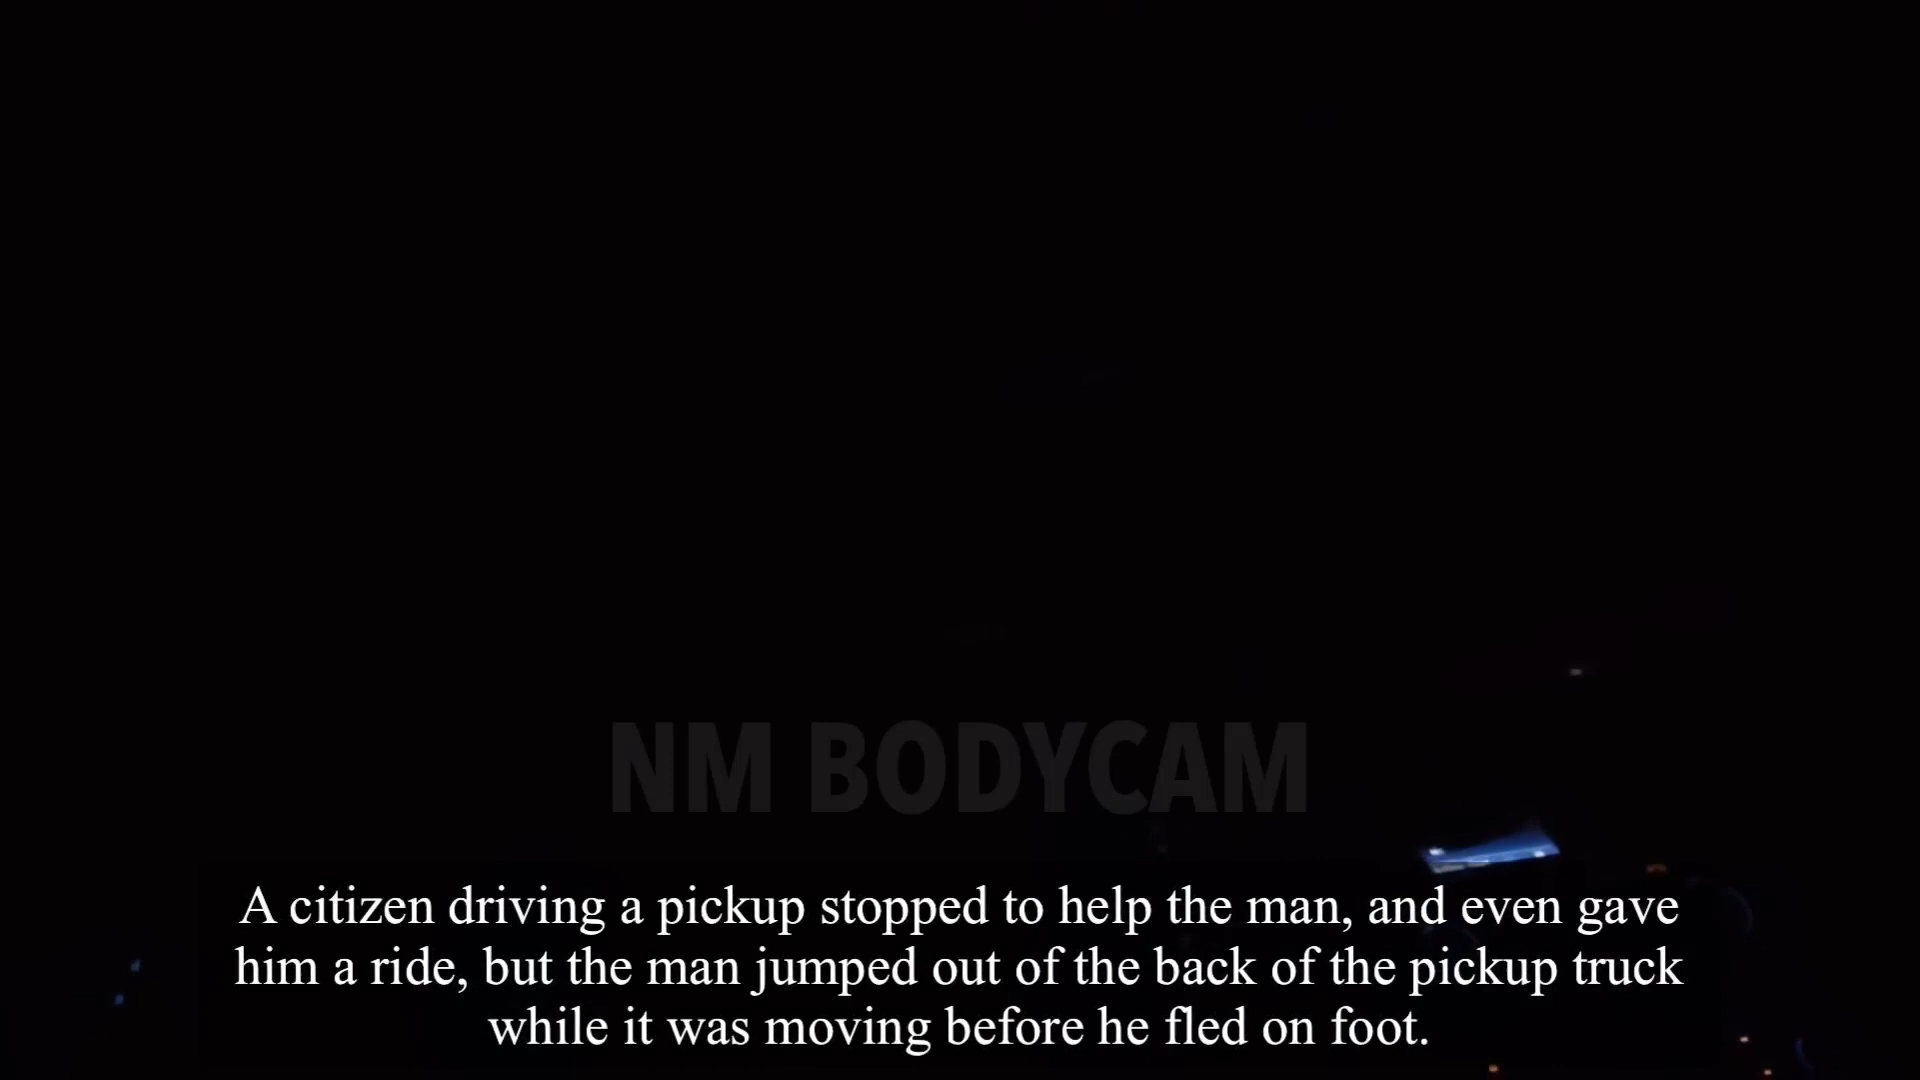 NM BODYCAM
A citizen driving a pickup stopped to help the man, and even gave
him a ride, but the man jumped out of the back of the pickup truck
while it was moving before he fled on foot.